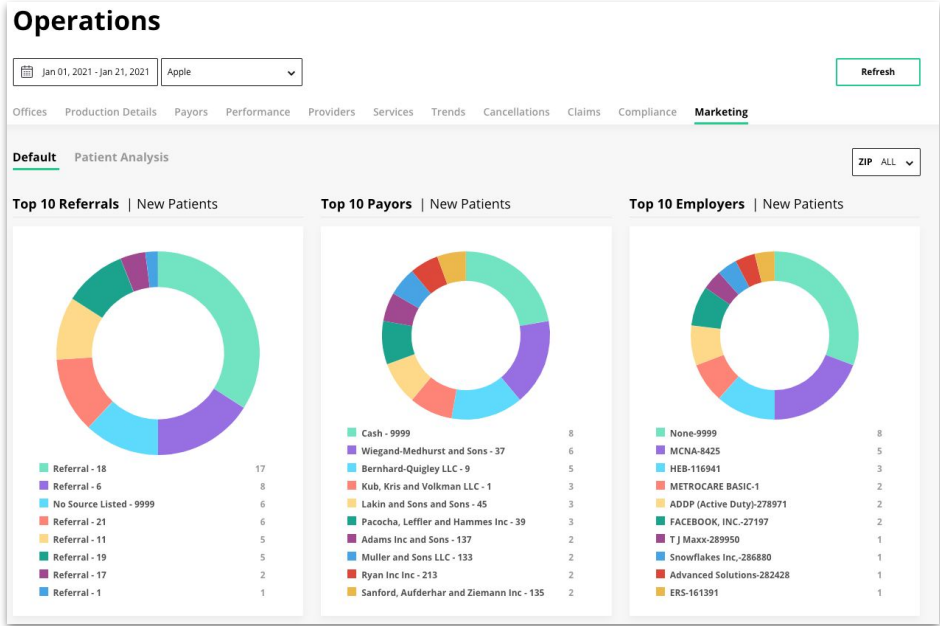 Operations
Jan 01, 2021 - Jan 21, 2021
Apple
Refresh
Offices Production Details Payors Performance Providers Services Trends Cancellations Claims Compliance Marketing
Default Patient Analysis
ZIP ALL
Top 10 Referrals | New Patients
Referral - 18 17
Referral - 6 8
No Source Listed - 9999 6
Referral - 21 6
Referral - 11 5
Referral - 19 5
Referral - 17 2
Referral - 1 1
Top 10 Payors | New Patients
Cash - 9999 8
Wiegand-Medhurst and Sons - 37 6
Bernhard-Quigley LLC - 9 5
Kub, Kris and Volkman LLC - 1 3
Lakin and Sons and Sons - 45 3
Pacocha, Leffler and Hammes Inc - 39 3
Adams Inc and Sons - 137 2
Muller and Sons LLC - 133 2
Ryan Inc Inc - 213 2
Sanford, Aufderhar and Ziemann Inc - 135 2
Top 10 Employers | New Patients
None-9999 8
MCNA-8425 5
HEB-116941 3
METROCARE BASIC-1 2
ADDP (Active Duty)-278971 2
FACEBOOK, INC.-27197 2
T J Maxx-289950 1
Snowflakes Inc,-286880 1
Advanced Solutions-282428 1
ERS-161391 1